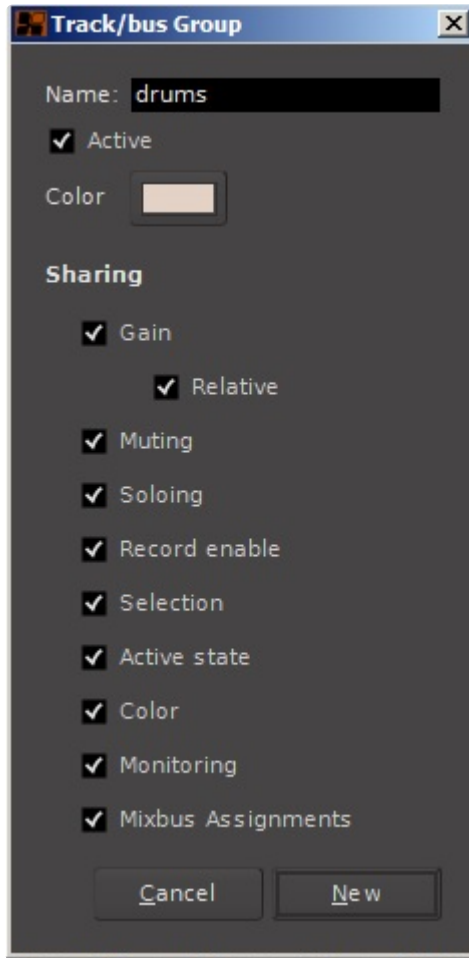 Track/bus Group
Name: drums
Active
Color
Sharing
Gain
Relative
Muting
Soloing
Record enable
Selection
Active state
Color
Monitoring
Mixbus Assignments
Cancel New